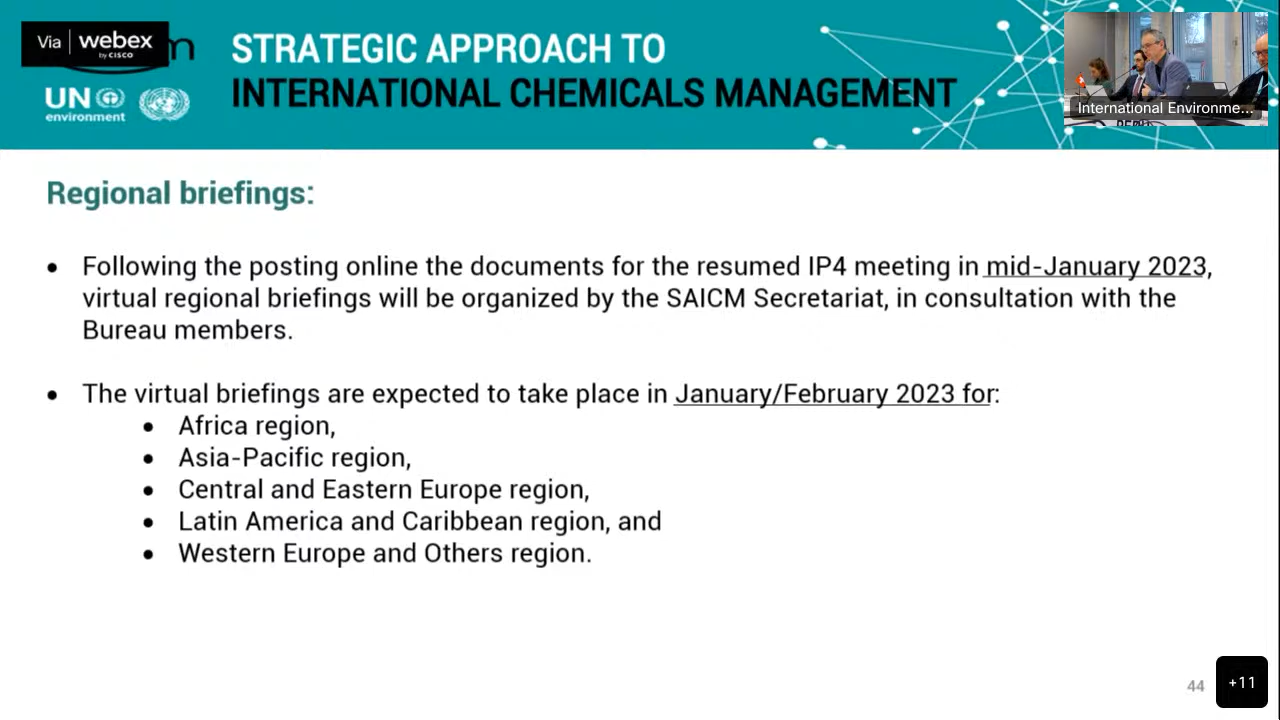 Via webex
by CISCO
m
UN
environment
STRATEGIC APPROACH TO
INTERNATIONAL CHEMICALS MANAGEMENT
International Environme...
Regional briefings:
• Following the posting online the documents for the resumed IP4 meeting in mid-January 2023,
virtual regional briefings will be organized by the SAICM Secretariat, in consultation with the
Bureau members.
• The virtual briefings are expected to take place in January/February 2023 for:
• Africa region,
• Asia-Pacific region,
• Central and Eastern Europe region,
• Latin America and Caribbean region, and
• Western Europe and Others region.
44
+11